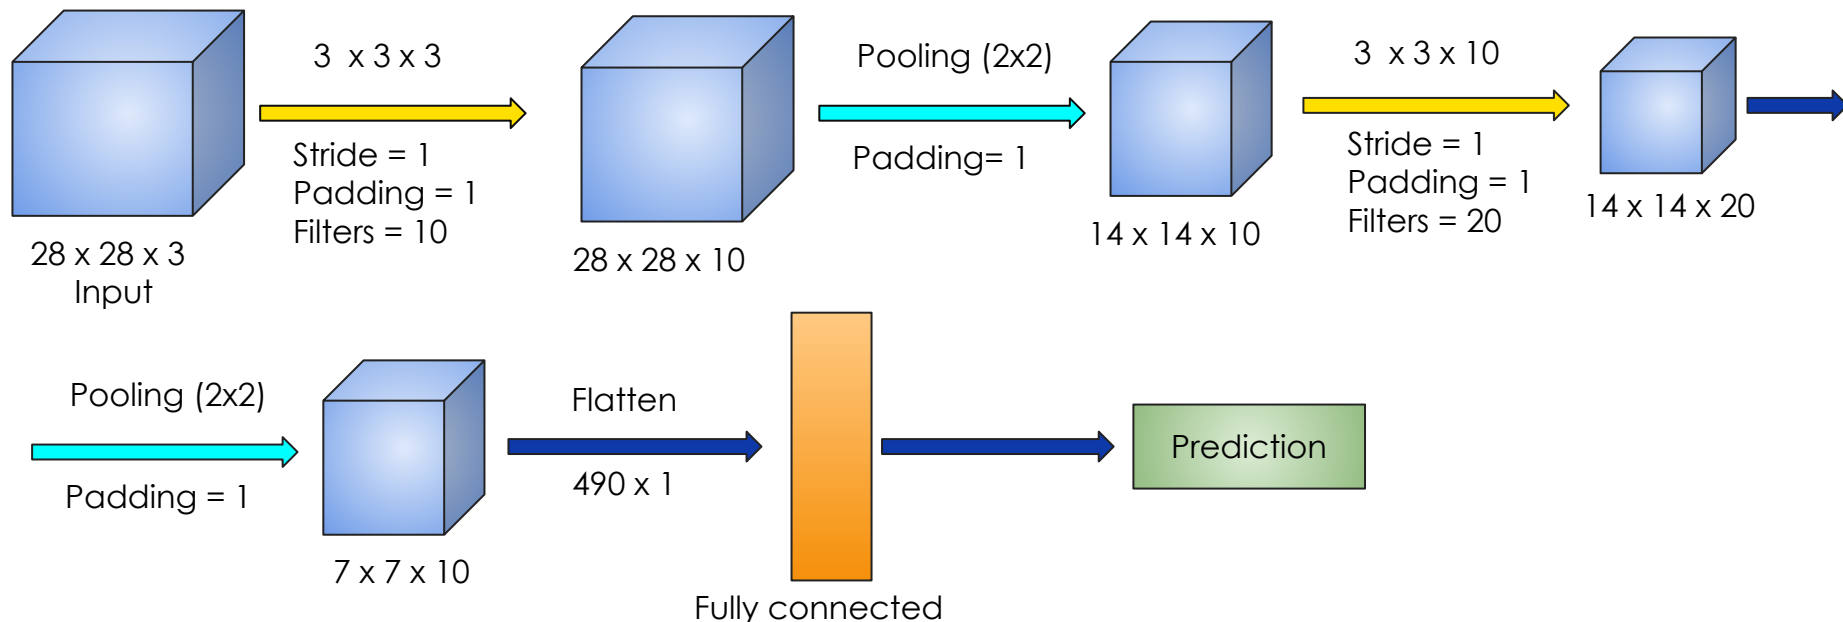 3 x 3 x 3
Stride = 1
Padding = 1
Filters = 10
28 x 28 x 3
Input
28 x 28 x 10
Pooling (2x2)
Padding= 1
14 x 14 x 10
3 x 3 x 10
Stride = 1
Padding = 1
Filters = 20
14 x 14 x 20
Pooling (2x2)
Padding = 1
7 x 7 x 10
Flatten
490 x 1
Fully connected
Prediction